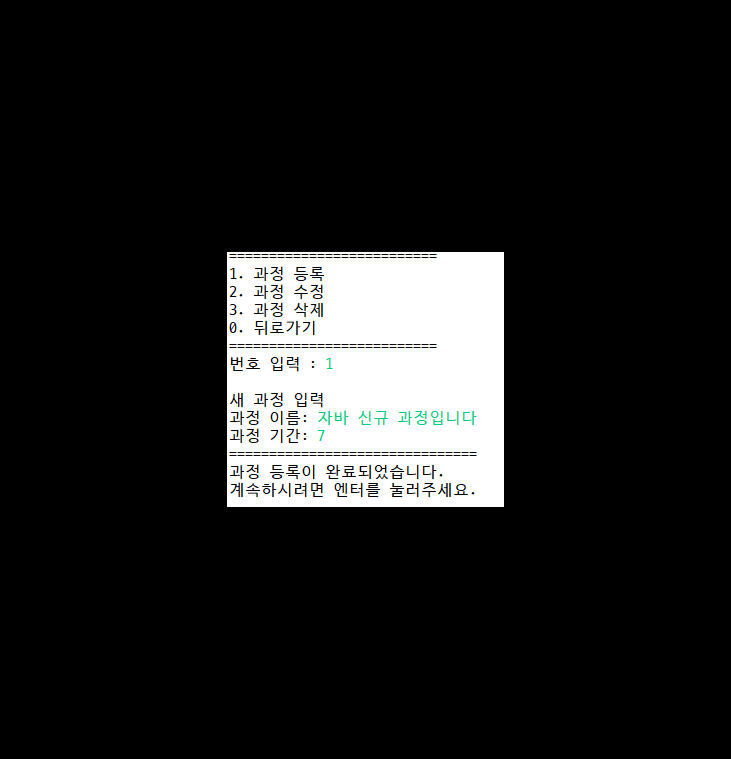 ==========================
1. 과정 등록
2. 과정 수정
3. 과정 삭제
0. 뒤로가기
==========================
번호 입력 : 1
새 과정 입력
과정 이름: 자바 신규 과정입니다
과정 기간: 7
===============================
과정 등록이 완료되었습니다.
계속하시려면 엔터를 눌러주세요.